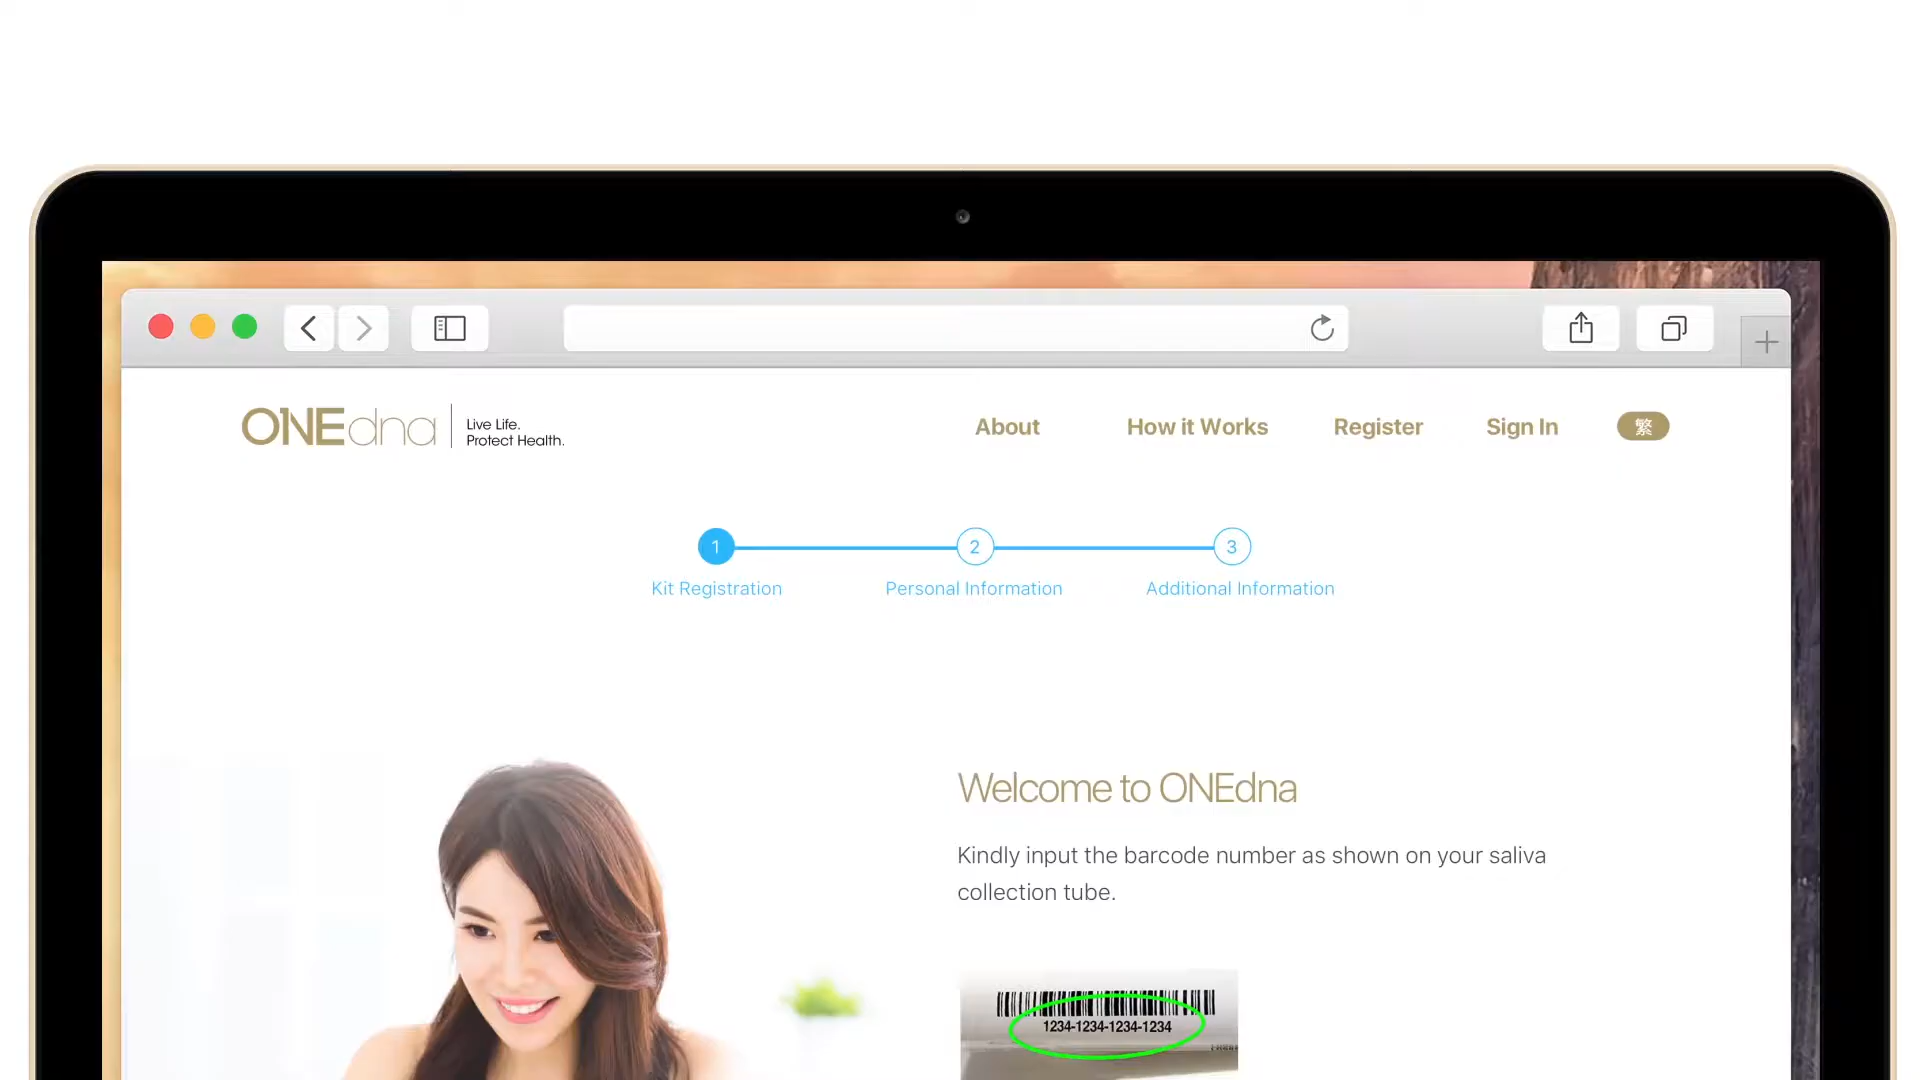 ONEdna
Live Life.
Protect Health.
About
How it Works
Register
Sign In
繁
1
2
3
Kit Registration
Personal Information
Additional Information
Welcome to ONEdna
Kindly input the barcode number as shown on your saliva
collection tube.
1234-1234-1234-1234